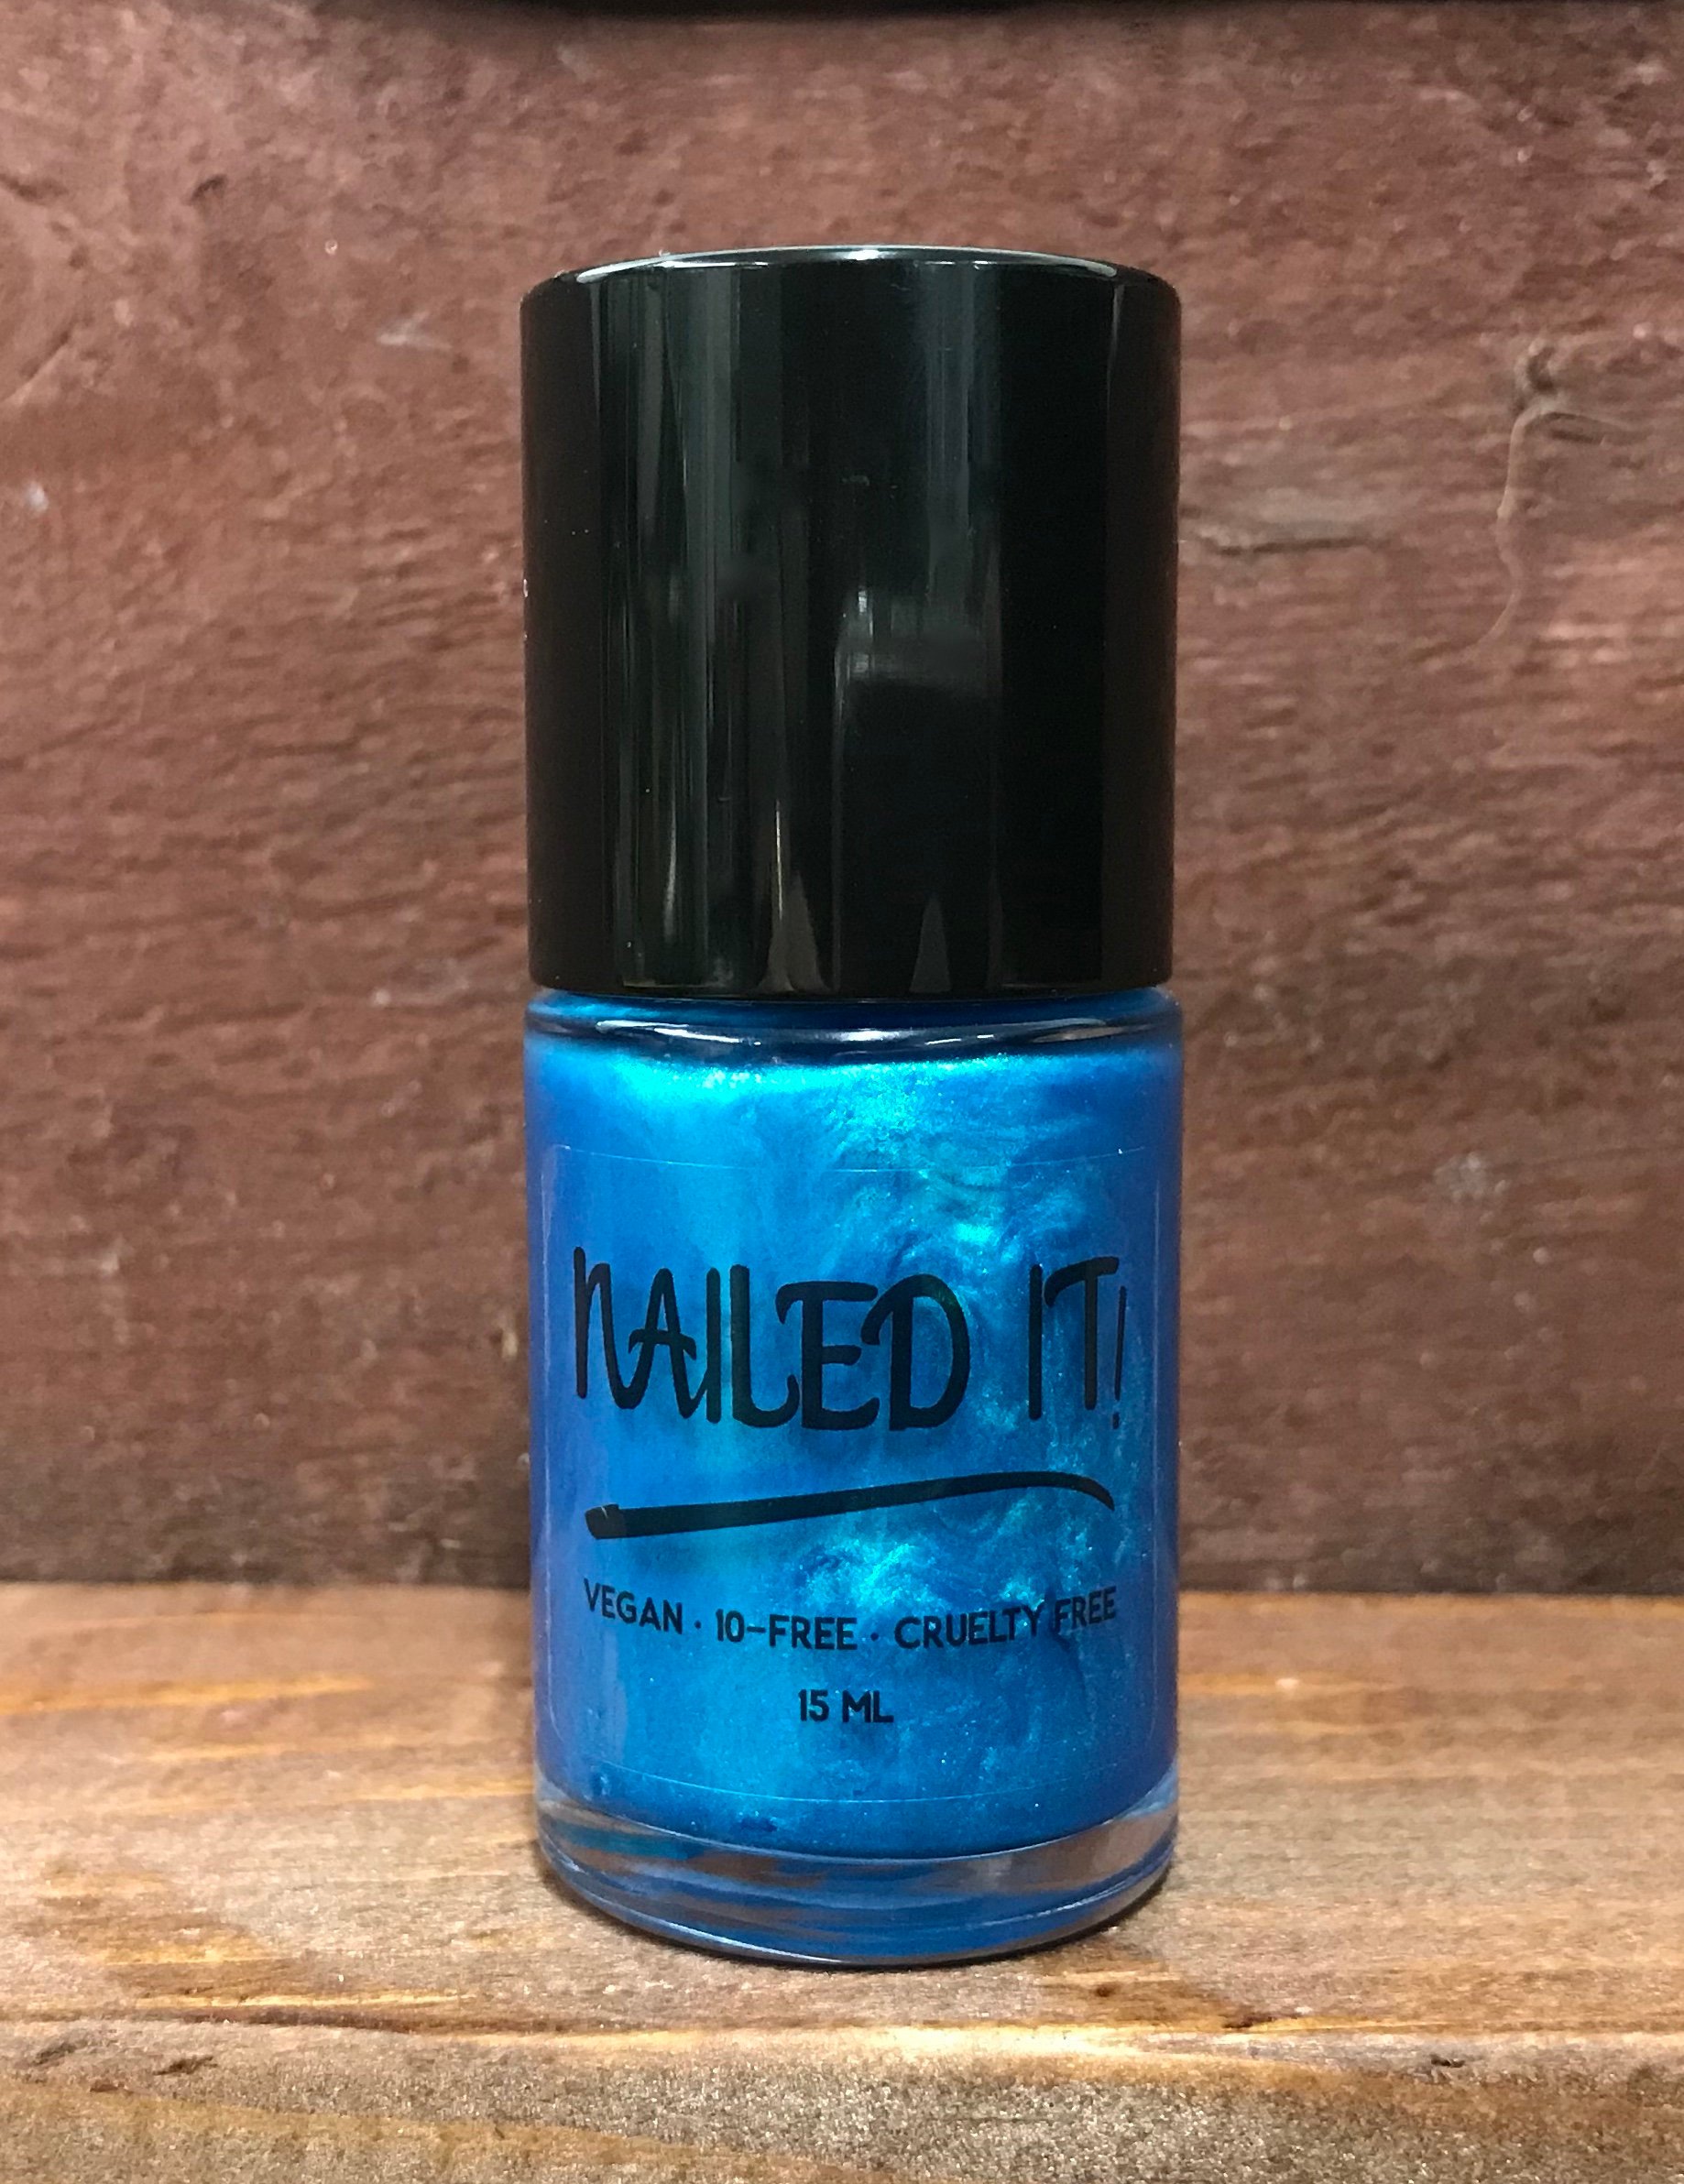 NAILED IT!
VEGAN · 10-FREE · CRUELTY FREE
15 ML